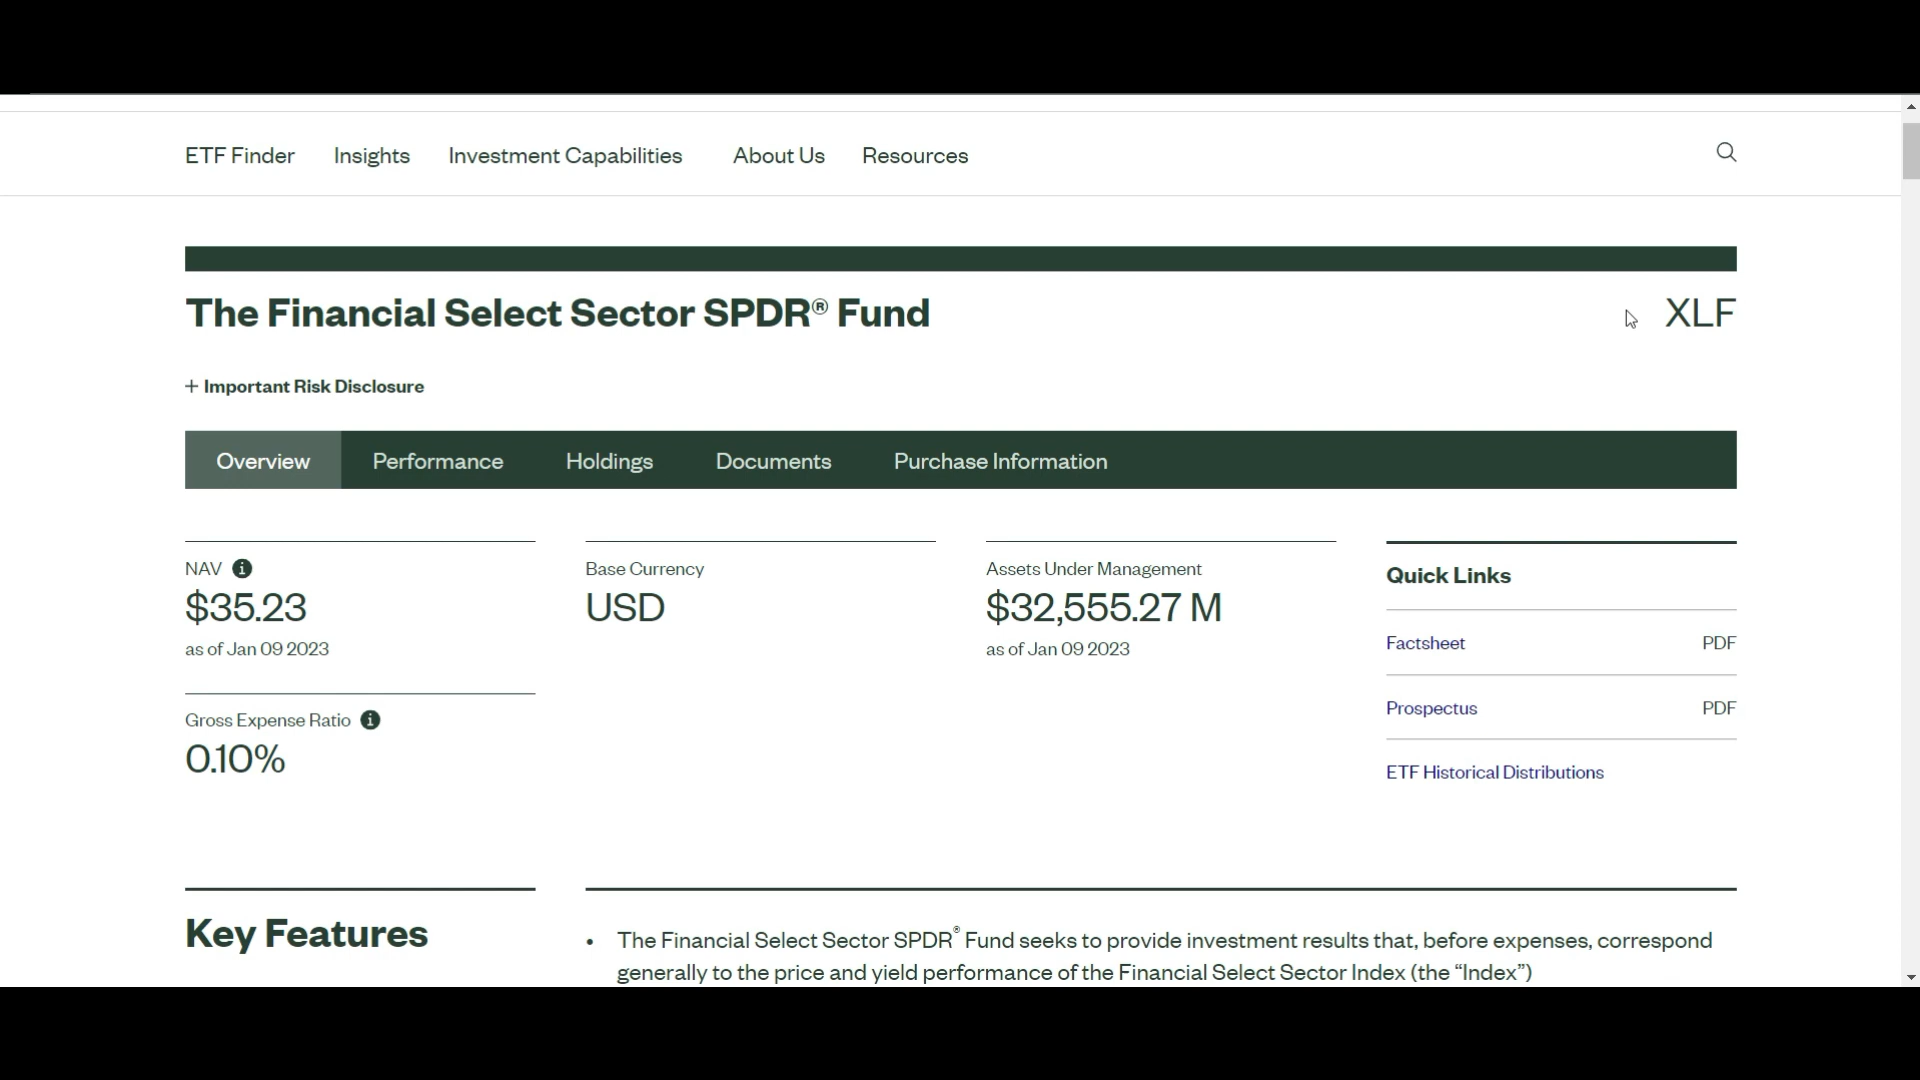 ETF Finder Insights Investment Capabilities About Us Resources
The Financial Select Sector SPDR® Fund XLF
+ Important Risk Disclosure
Overview Performance Holdings Documents Purchase Information
NAV i
$35.23
as of Jan 09 2023
Base Currency
USD
Assets Under Management
$32,555.27 M
as of Jan 09 2023
Quick Links
Factsheet PDF
Prospectus PDF
ETF Historical Distributions
Gross Expense Ratio i
0.10%
Key Features
• The Financial Select Sector SPDR® Fund seeks to provide investment results that, before expenses, correspond
generally to the price and yield performance of the Financial Select Sector Index (the “Index”)